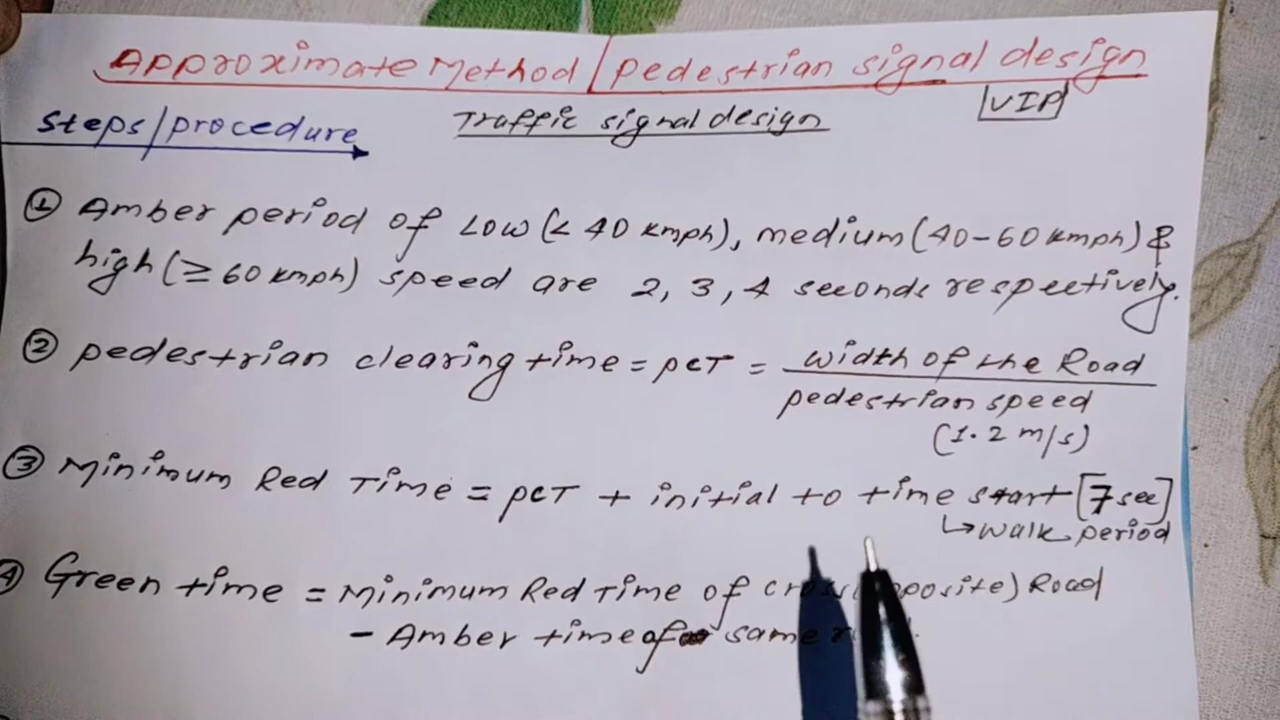 Approximate Method / Pedestrian signal design
VIP
steps/procedure
Traffic signal design
① Amber period of Low (< 40 kmph), medium (40-60 kmph) &
high (≥ 60 kmph) speed are 2, 3, 4 seconds respectively.
② pedestrian clearing time = PCT = width of the Road
pedestrian speed
(1.2 m/s)
③ Minimum Red Time = PCT + initial to time start [7 sec]
↳ walk period
④ Green time = Minimum Red Time of Road
- Amber time of same